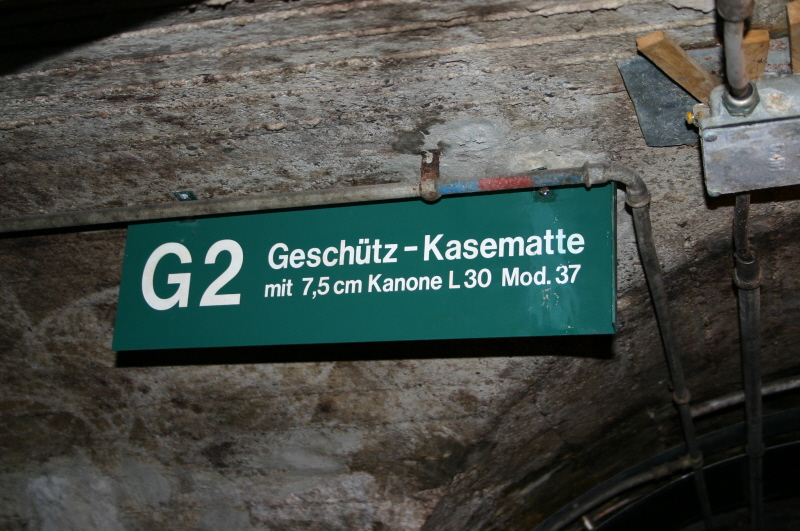 G2 Geschütz-Kasematte
mit 7,5 cm Kanone L 30 Mod. 37